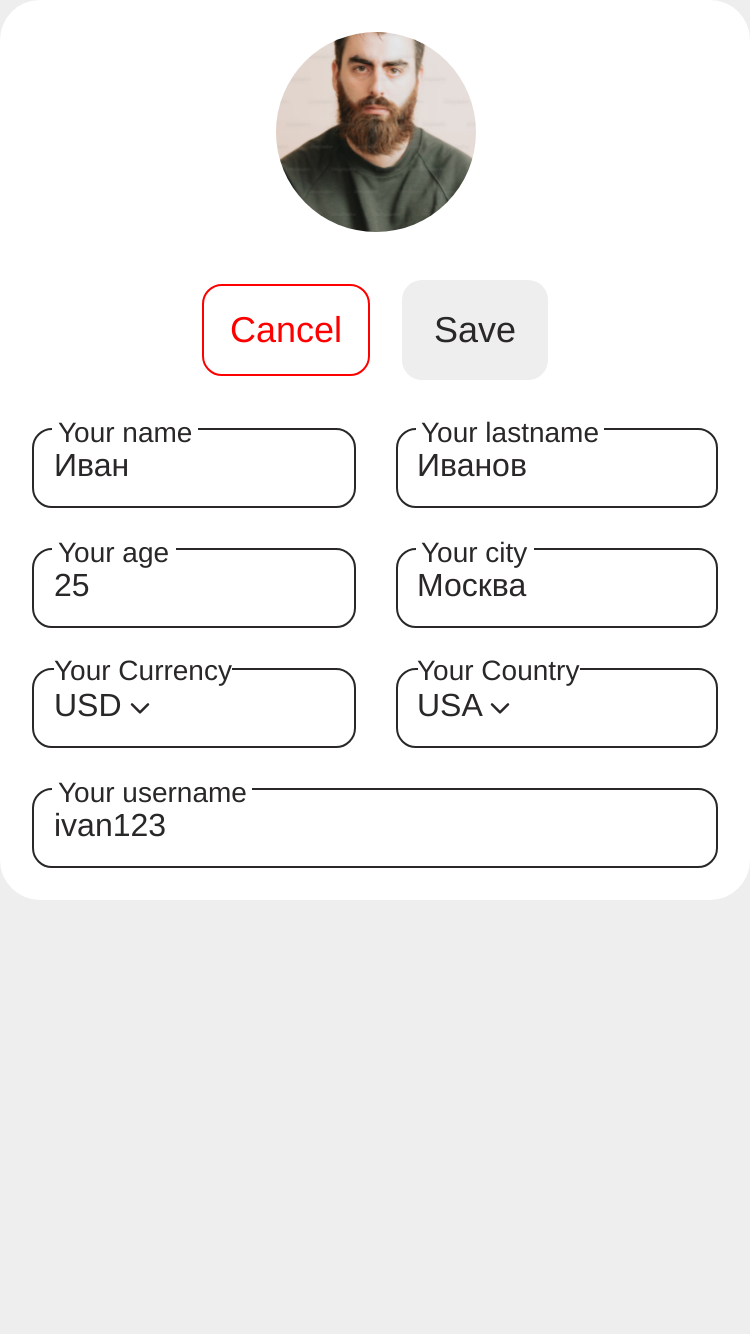 Cancel
Save
Your name
Иван
Your lastname
Иванов
Your age
25
Your city
Москва
Your Currency
USD
Your Country
USA
Your username
ivan123